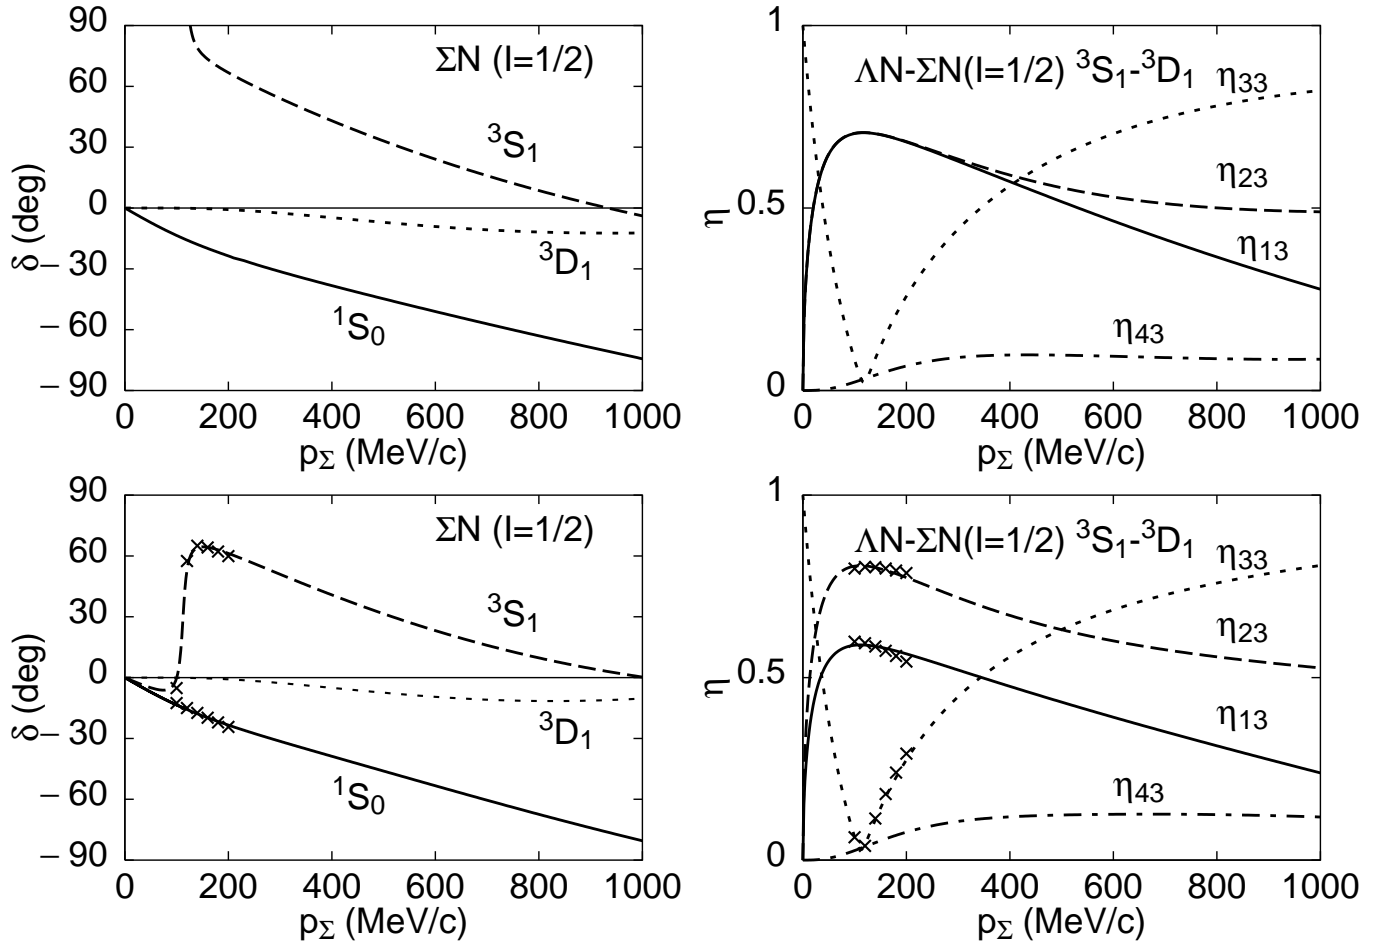 90
60
30
0
– 30
– 60
– 90
δ (deg)
ΣN (I=1/2)
³S₁
³D₁
¹S₀
0 200 400 600 800 1000
p_Σ (MeV/c)
1
0.5
0
η
ΛN-ΣN(I=1/2) ³S₁-³D₁
η₃₃
η₂₃
η₁₃
η₄₃
0 200 400 600 800 1000
p_Σ (MeV/c)
90
60
30
0
– 30
– 60
– 90
δ (deg)
ΣN (I=1/2)
³S₁
³D₁
¹S₀
0 200 400 600 800 1000
p_Σ (MeV/c)
1
0.5
0
η
ΛN-ΣN(I=1/2) ³S₁-³D₁
η₃₃
η₂₃
η₁₃
η₄₃
0 200 400 600 800 1000
p_Σ (MeV/c)